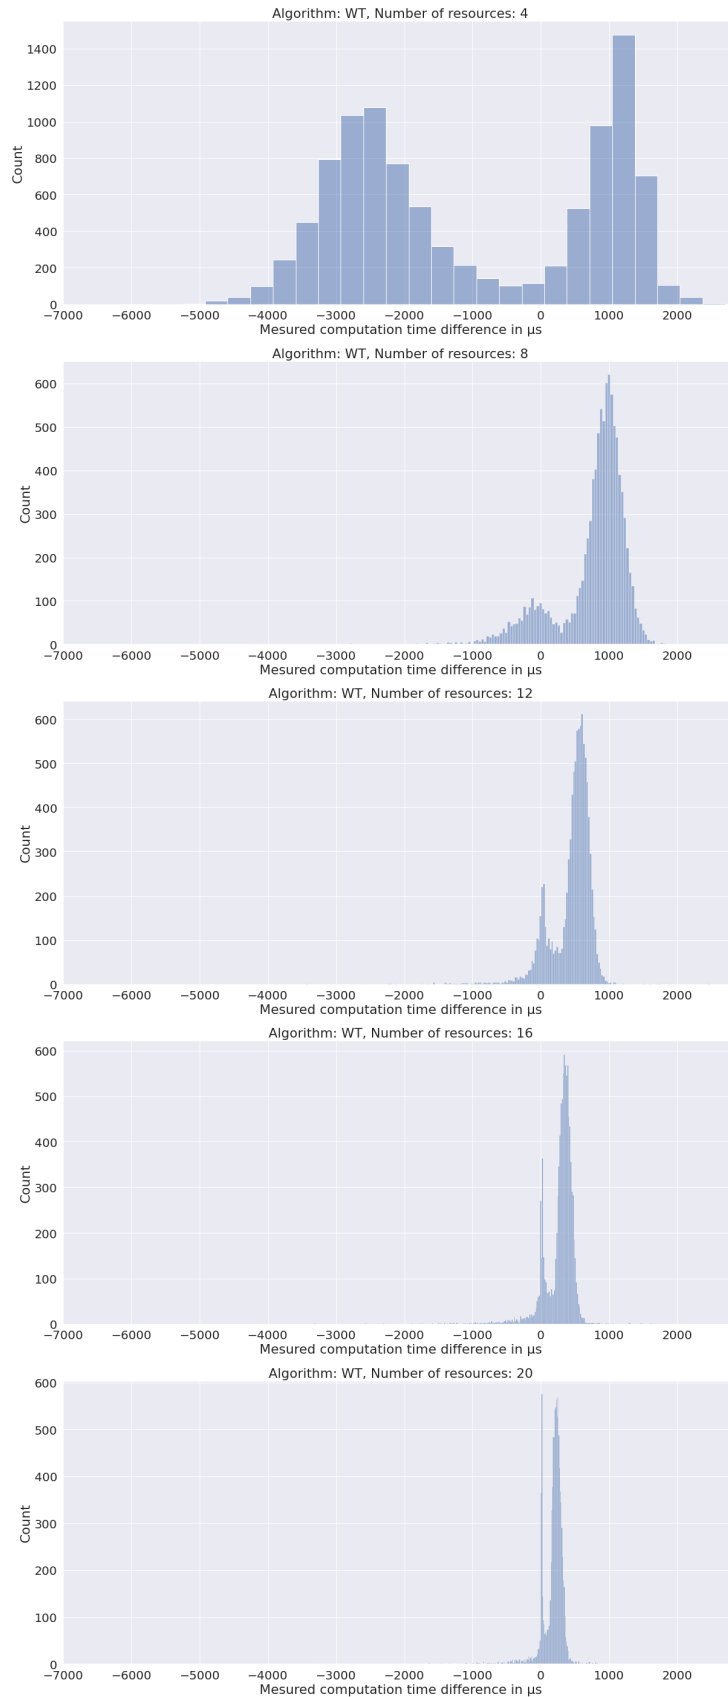 Algorithm: WT, Number of resources: 4
1400
1200
1000
800
600
400
200
0
Count
−7000 −6000 −5000 −4000 −3000 −2000 −1000 0 1000 2000
Mesured computation time difference in µs
Algorithm: WT, Number of resources: 8
600
500
400
300
200
100
0
Count
−7000 −6000 −5000 −4000 −3000 −2000 −1000 0 1000 2000
Mesured computation time difference in µs
Algorithm: WT, Number of resources: 12
600
500
400
300
200
100
0
Count
−7000 −6000 −5000 −4000 −3000 −2000 −1000 0 1000 2000
Mesured computation time difference in µs
Algorithm: WT, Number of resources: 16
600
500
400
300
200
100
0
Count
−7000 −6000 −5000 −4000 −3000 −2000 −1000 0 1000 2000
Mesured computation time difference in µs
Algorithm: WT, Number of resources: 20
600
500
400
300
200
100
0
Count
−7000 −6000 −5000 −4000 −3000 −2000 −1000 0 1000 2000
Mesured computation time difference in µs